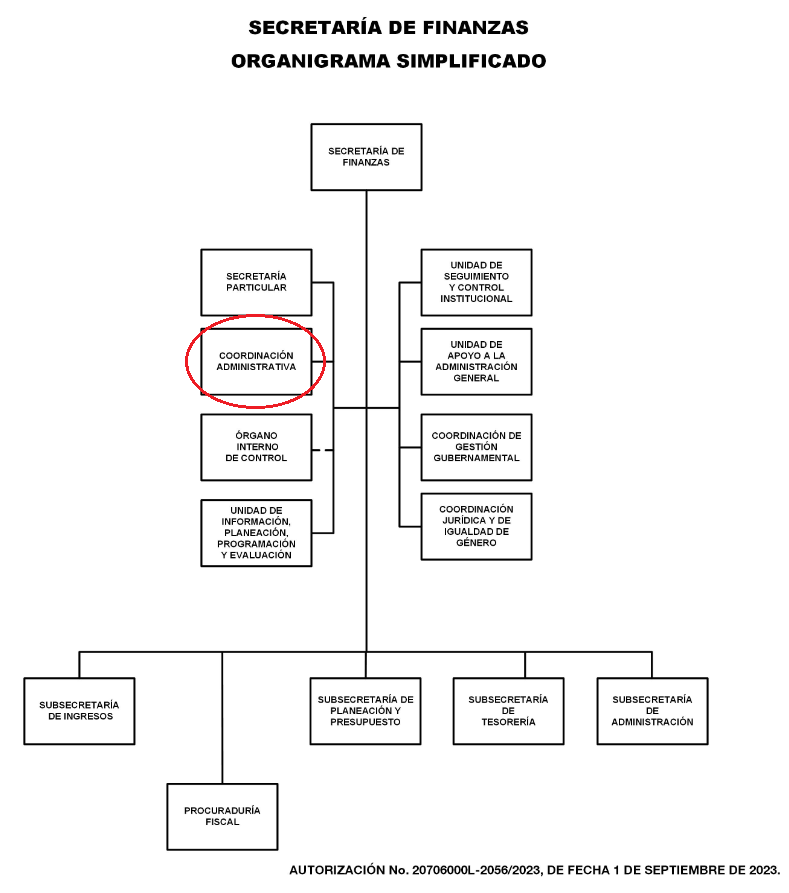 SECRETARÍA DE FINANZAS
ORGANIGRAMA SIMPLIFICADO
SECRETARÍA DE
FINANZAS
SECRETARÍA
PARTICULAR
UNIDAD DE
SEGUIMIENTO
Y CONTROL
INSTITUCIONAL
COORDINACIÓN
ADMINISTRATIVA
UNIDAD DE
APOYO A LA
ADMINISTRACIÓN
GENERAL
ÓRGANO
INTERNO
DE CONTROL
COORDINACIÓN DE
GESTIÓN
GUBERNAMENTAL
UNIDAD DE
INFORMACIÓN,
PLANEACIÓN,
PROGRAMACIÓN
Y EVALUACIÓN
COORDINACIÓN
JURÍDICA Y DE
IGUALDAD DE
GÉNERO
SUBSECRETARÍA
DE INGRESOS
SUBSECRETARÍA DE
PLANEACIÓN Y
PRESUPUESTO
SUBSECRETARÍA
DE
TESORERÍA
SUBSECRETARÍA
DE
ADMINISTRACIÓN
PROCURADURÍA
FISCAL
AUTORIZACIÓN No. 20706000L-2056/2023, DE FECHA 1 DE SEPTIEMBRE DE 2023.